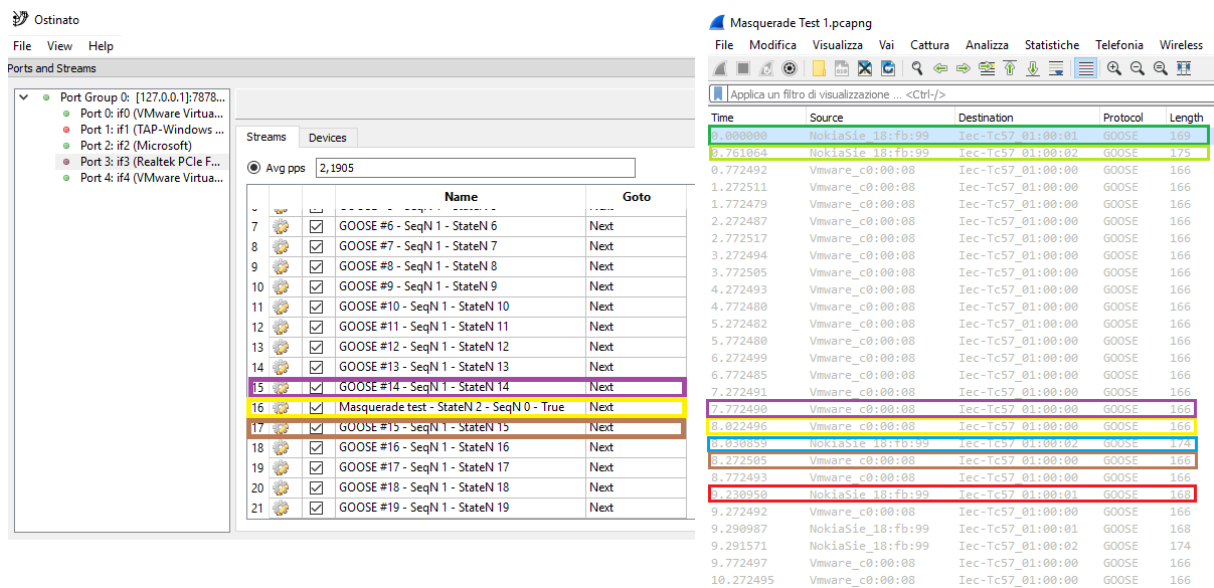 Ostinato
File View Help
Ports and Streams
Port Group 0: [127.0.0.1]:7878...
Port 0: if0 (VMware Virtua...
Port 1: if1 (TAP-Windows ...
Port 2: if2 (Microsoft)
Port 3: if3 (Realtek PCIe F...
Port 4: if4 (VMware Virtua...
Streams Devices
Avg pps 2,1905
Name Goto
7 GOOSE #6 - SeqN 1 - StateN 6 Next
8 GOOSE #7 - SeqN 1 - StateN 7 Next
9 GOOSE #8 - SeqN 1 - StateN 8 Next
10 GOOSE #9 - SeqN 1 - StateN 9 Next
11 GOOSE #10 - SeqN 1 - StateN 10 Next
12 GOOSE #11 - SeqN 1 - StateN 11 Next
13 GOOSE #12 - SeqN 1 - StateN 12 Next
14 GOOSE #13 - SeqN 1 - StateN 13 Next
15 GOOSE #14 - SeqN 1 - StateN 14 Next
16 Masquerade test - StateN 2 - SeqN 0 - True Next
17 GOOSE #15 - SeqN 1 - StateN 15 Next
18 GOOSE #16 - SeqN 1 - StateN 16 Next
19 GOOSE #17 - SeqN 1 - StateN 17 Next
20 GOOSE #18 - SeqN 1 - StateN 18 Next
21 GOOSE #19 - SeqN 1 - StateN 19 Next
Masquerade Test 1.pcapng
File Modifica Visualizza Vai Cattura Analizza Statistiche Telefonia Wireless
Applica un filtro di visualizzazione ... <Ctrl-/>
Time Source Destination Protocol Length
0.000000 NokiaSie_18:fb:99 Iec-Tc57_01:00:01 GOOSE 169
0.761064 NokiaSie_18:fb:99 Iec-Tc57_01:00:02 GOOSE 175
0.772492 Vmware_c0:00:08 Iec-Tc57_01:00:00 GOOSE 166
1.272511 Vmware_c0:00:08 Iec-Tc57_01:00:00 GOOSE 166
1.772479 Vmware_c0:00:08 Iec-Tc57_01:00:00 GOOSE 166
2.272487 Vmware_c0:00:08 Iec-Tc57_01:00:00 GOOSE 166
2.772517 Vmware_c0:00:08 Iec-Tc57_01:00:00 GOOSE 166
3.272494 Vmware_c0:00:08 Iec-Tc57_01:00:00 GOOSE 166
3.772505 Vmware_c0:00:08 Iec-Tc57_01:00:00 GOOSE 166
4.272493 Vmware_c0:00:08 Iec-Tc57_01:00:00 GOOSE 166
4.772480 Vmware_c0:00:08 Iec-Tc57_01:00:00 GOOSE 166
5.272482 Vmware_c0:00:08 Iec-Tc57_01:00:00 GOOSE 166
5.772480 Vmware_c0:00:08 Iec-Tc57_01:00:00 GOOSE 166
6.272499 Vmware_c0:00:08 Iec-Tc57_01:00:00 GOOSE 166
6.772485 Vmware_c0:00:08 Iec-Tc57_01:00:00 GOOSE 166
7.272491 Vmware_c0:00:08 Iec-Tc57_01:00:00 GOOSE 166
7.772490 Vmware_c0:00:08 Iec-Tc57_01:00:00 GOOSE 166
8.022496 Vmware_c0:00:08 Iec-Tc57_01:00:00 GOOSE 166
8.030859 NokiaSie_18:fb:99 Iec-Tc57_01:00:02 GOOSE 174
8.272505 Vmware_c0:00:08 Iec-Tc57_01:00:00 GOOSE 166
8.772493 Vmware_c0:00:08 Iec-Tc57_01:00:00 GOOSE 166
9.230950 NokiaSie_18:fb:99 Iec-Tc57_01:00:01 GOOSE 168
9.272492 Vmware_c0:00:08 Iec-Tc57_01:00:00 GOOSE 166
9.290987 NokiaSie_18:fb:99 Iec-Tc57_01:00:01 GOOSE 168
9.291571 NokiaSie_18:fb:99 Iec-Tc57_01:00:02 GOOSE 174
9.772497 Vmware_c0:00:08 Iec-Tc57_01:00:00 GOOSE 166
10.272495 Vmware_c0:00:08 Iec-Tc57_01:00:00 GOOSE 166